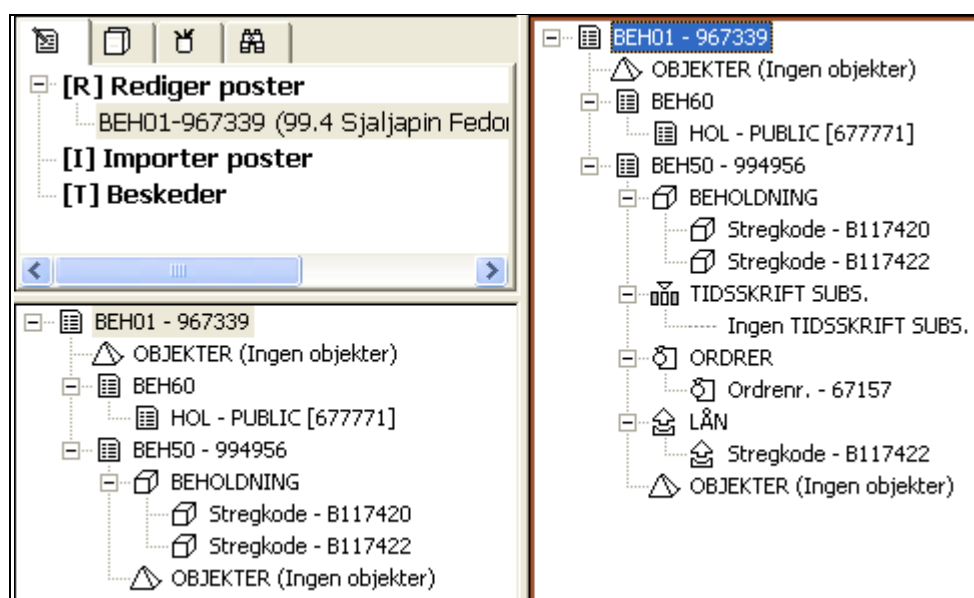 [R] Rediger poster
BEH01-967339 (99.4 Sjaljapin Fedor
[I] Importer poster
[T] Beskeder
BEH01 - 967339
OBJEKTER (Ingen objekter)
BEH60
HOL - PUBLIC [677771]
BEH50 - 994956
BEHOLDNING
Stregkode - B117420
Stregkode - B117422
OBJEKTER (Ingen objekter)
BEH01 - 967339
OBJEKTER (Ingen objekter)
BEH60
HOL - PUBLIC [677771]
BEH50 - 994956
BEHOLDNING
Stregkode - B117420
Stregkode - B117422
TIDSSKRIFT SUBS.
Ingen TIDSSKRIFT SUBS.
ORDRER
Ordrenr. - 67157
LÅN
Stregkode - B117422
OBJEKTER (Ingen objekter)